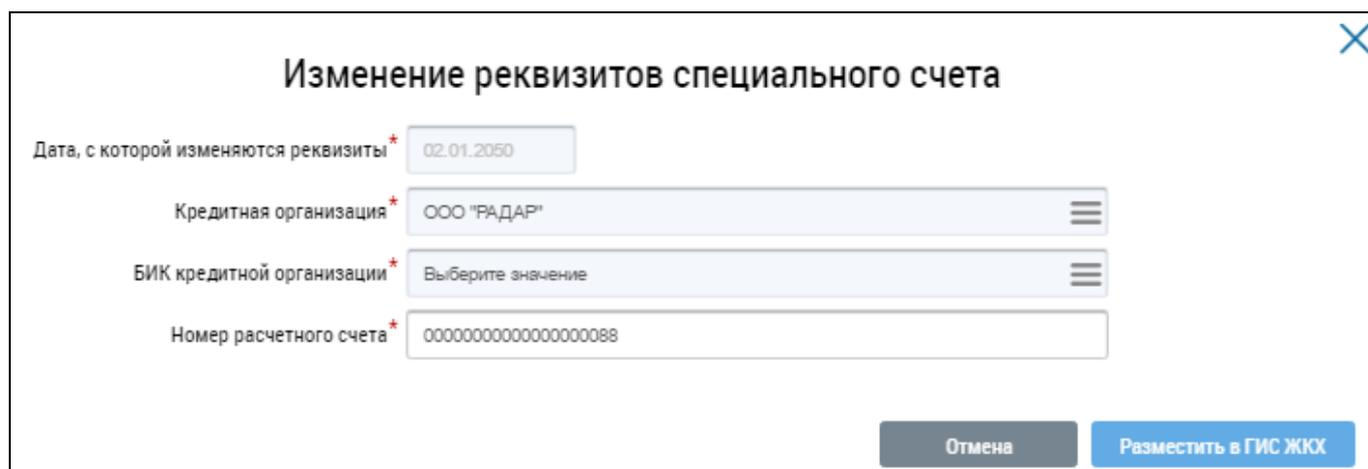 Изменение реквизитов специального счета
Дата, с которой изменяются реквизиты* 02.01.2050
Кредитная организация* ООО "РАДАР"
БИК кредитной организации* Выберите значение
Номер расчетного счета* 00000000000000000088
Отмена Разместить в ГИС ЖКХ